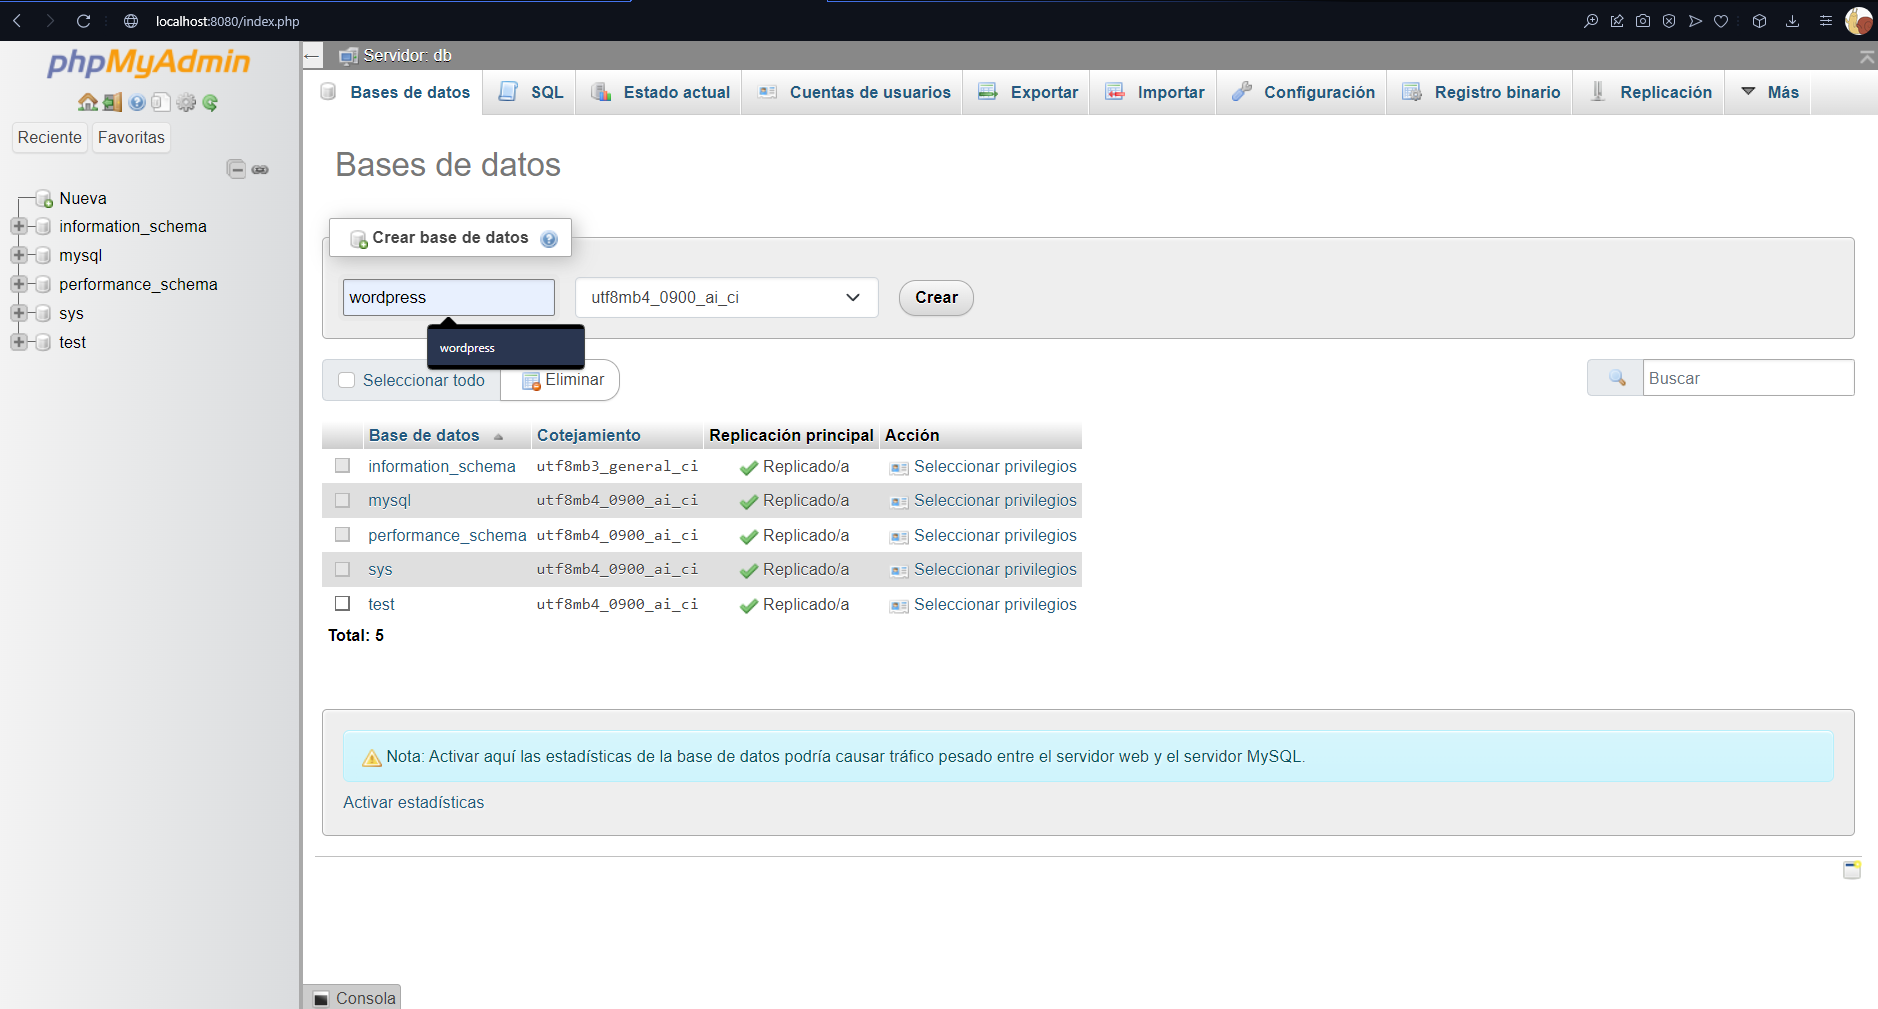 localhost:8080/index.php
phpMyAdmin
Reciente Favoritas
Nueva
information_schema
mysql
performance_schema
sys
test
Servidor: db
Bases de datos SQL Estado actual Cuentas de usuarios Exportar Importar Configuración Registro binario Replicación Más
Bases de datos
Crear base de datos
wordpress utf8mb4_0900_ai_ci Crear
wordpress
Seleccionar todo Eliminar Buscar
Base de datos Cotejamiento Replicación principal Acción
information_schema utf8mb3_general_ci Replicado/a Seleccionar privilegios
mysql utf8mb4_0900_ai_ci Replicado/a Seleccionar privilegios
performance_schema utf8mb4_0900_ai_ci Replicado/a Seleccionar privilegios
sys utf8mb4_0900_ai_ci Replicado/a Seleccionar privilegios
test utf8mb4_0900_ai_ci Replicado/a Seleccionar privilegios
Total: 5
Nota: Activar aquí las estadísticas de la base de datos podría causar tráfico pesado entre el servidor web y el servidor MySQL.
Activar estadísticas
Consola